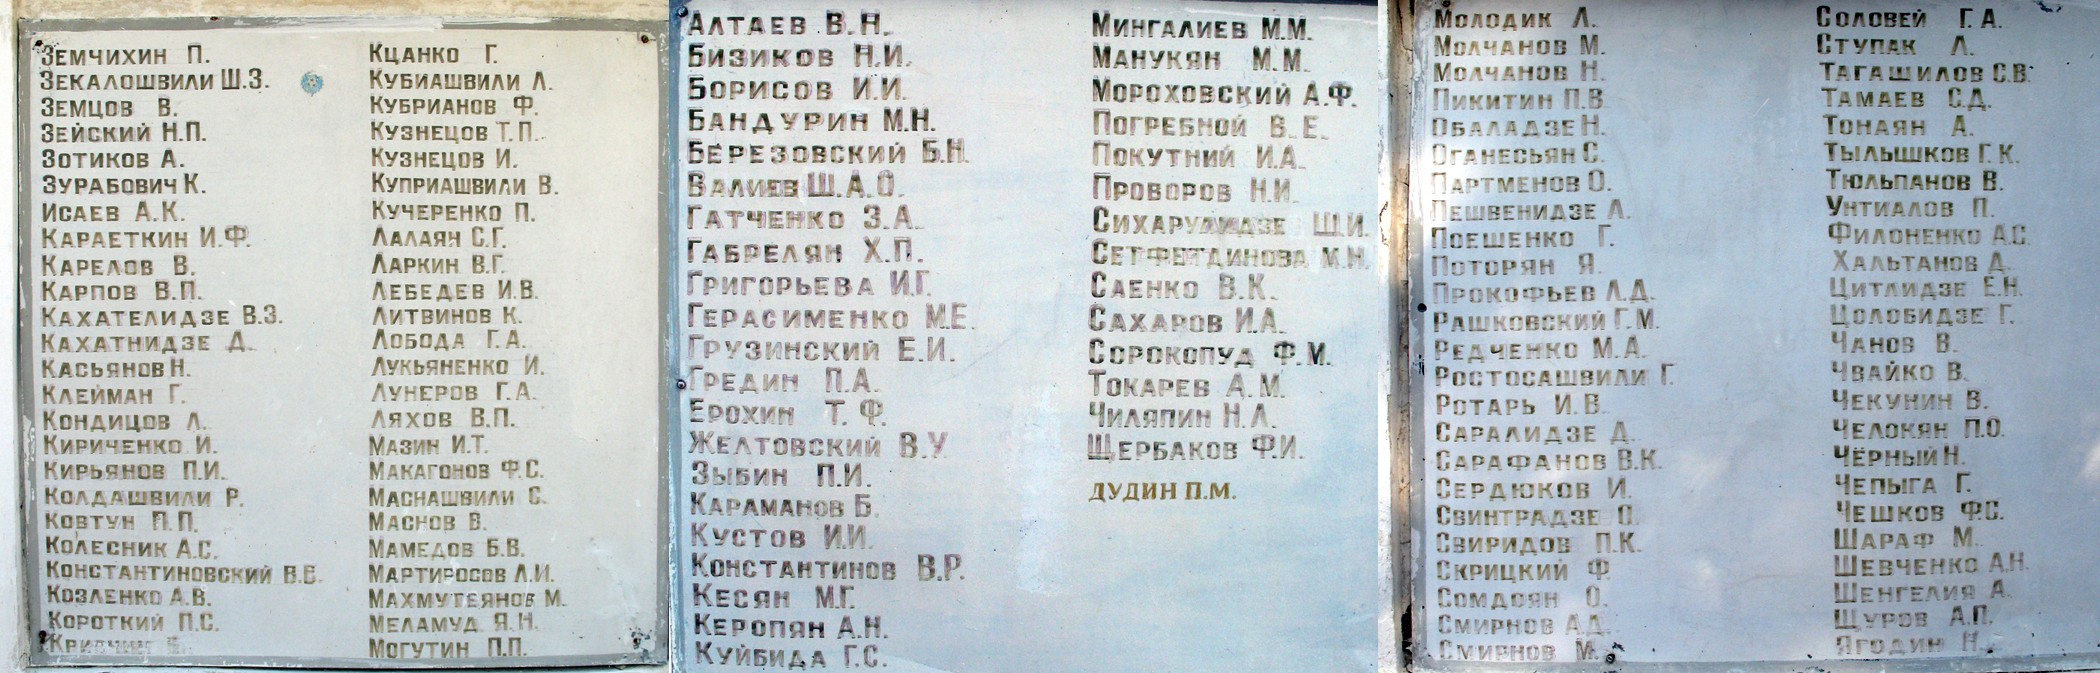 ЗЕМЧИХИН П.
ЗЕКАЛОШВИЛИ Ш.З.
ЗЕМЦОВ В.
ЗЕЙСКИЙ Н.П.
ЗОТИКОВ А.
ЗУРАБОВИЧ К.
ИСАЕВ А.К.
КАРАЕТКИН И.Ф.
КАРЕЛОВ В.
КАРПОВ В.П.
КАХАТЕЛИДЗЕ В.З.
КАХАТНИДЗЕ Д.
КАСЬЯНОВ Н.
КЛЕЙМАН Г.
КОНДИЦОВ Л.
КИРИЧЕНКО И.
КИРЬЯНОВ П.И.
КОЛДАШВИЛИ Р.
КОВТУН П.П.
КОЛЕСНИК А.С.
КОНСТАНТИНОВСКИЙ В.Е.
КОЗЛЕНКО А.В.
КОРОТКИЙ П.С.
КЦАНКО Г.
КУБИАШВИЛИ Л.
КУБРИАНОВ Ф.
КУЗНЕЦОВ Т.П.
КУЗНЕЦОВ И.
КУПРИАШВИЛИ В.
КУЧЕРЕНКО П.
ЛАЛАЯН С.Г.
ЛАРКИН В.Г.
ЛЕБЕДЕВ И.В.
ЛИТВИНОВ К.
ЛОБОДА Г.А.
ЛУКЬЯНЕНКО И.
ЛУНЕРОВ Г.А.
ЛЯХОВ В.П.
МАЗИН И.Т.
МАКАГОНОВ Ф.С.
МАСНАШВИЛИ С.
МАСНОВ В.
МАМЕДОВ Б.В.
МАРТИРОСОВ Л.И.
МАХМУТЕЯНОВ М.
МЕЛАМУД Я.Н.
МОГУТИН П.П.
АЛТАЕВ В.Н.
БИЗИКОВ Н.И.
БОРИСОВ И.И.
БАНДУРИН М.Н.
БЕРЕЗОВСКИЙ Б.Н.
ВАЛИЕВ Ш.А.О.
ГАТЧЕНКО З.А.
ГАБРЕЛЯН Х.П.
ГРИГОРЬЕВА И.Г.
ГЕРАСИМЕНКО М.Е.
ГРУЗИНСКИЙ Е.И.
ГРЕДИН П.А.
ЕРОХИН Т.Ф.
ЖЕЛТОВСКИЙ В.У.
ЗЫБИН П.И.
КАРАМАНОВ Б.
КУСТОВ И.И.
КОНСТАНТИНОВ В.Р.
КЕСЯН М.Г.
КЕРОПЯН А.Н.
КУЙБИДА Г.С.
МИНГАЛИЕВ М.М.
МАНУКЯН М.М.
МОРОХОВСКИЙ А.Ф.
ПОГРЕБНОЙ В.Е.
ПОКУТНИЙ И.А.
ПРОВОРОВ Н.И.
СИХАРУЛИДЗЕ Ш.И.
СЕТФЕТДИНОВА М.Н.
САЕНКО В.К.
САХАРОВ И.А.
СОРОКОПУД Ф.М.
ТОКАРЕВ А.М.
ЧИЛЯПИН Н.Л.
ЩЕРБАКОВ Ф.И.
ДУДИН П.М.
МОЛОДИК Л.
МОЛЧАНОВ М.
МОЛЧАНОВ Н.
ПИКИТИН П.В.
ОБАЛАДЗЕ Н.
ОГАНЕСЬЯН С.
ПАРТМЕНОВ О.
ПЕШВЕНИДЗЕ Л.
ПОЕШЕНКО Г.
ПОТОРЯН Я.
ПРОКОФЬЕВ Л.Д.
РАШКОВСКИЙ Г.М.
РЕДЧЕНКО М.А.
РОСТОСАШВИЛИ Г.
РОТАРЬ И.В.
САРАЛИДЗЕ Д.
САРАФАНОВ В.К.
СЕРДЮКОВ И.
СВИНТРАДЗЕ О.
СВИРИДОВ П.К.
СКРИЦКИЙ Ф.
СОМДОЯН О.
СМИРНОВ А.Д.
СМИРНОВ М.
СОЛОВЕЙ Г.А.
СТУПАК Л.
ТАГАШИЛОВ С.В.
ТАМАЕВ С.Д.
ТОНАЯН А.
ТЫЛЬШКОВ Г.К.
ТЮЛЬПАНОВ В.
УНТИАЛОВ П.
ФИЛОНЕНКО А.С.
ХАЛЬТАНОВ Д.
ЦИТЛИДЗЕ Е.Н.
ЦОЛОБИДЗЕ Г.
ЧАНОВ В.
ЧВАЙКО В.
ЧЕКУНИН В.
ЧЕЛОКЯН П.О.
ЧЁРНЫЙ Н.
ЧЕПЫГА Г.
ЧЕШКОВ Ф.С.
ШАРАФ М.
ШЕВЧЕНКО А.Н.
ШЕНГЕЛИЯ А.
ЩУРОВ А.П.
ЯГОДИН Н.